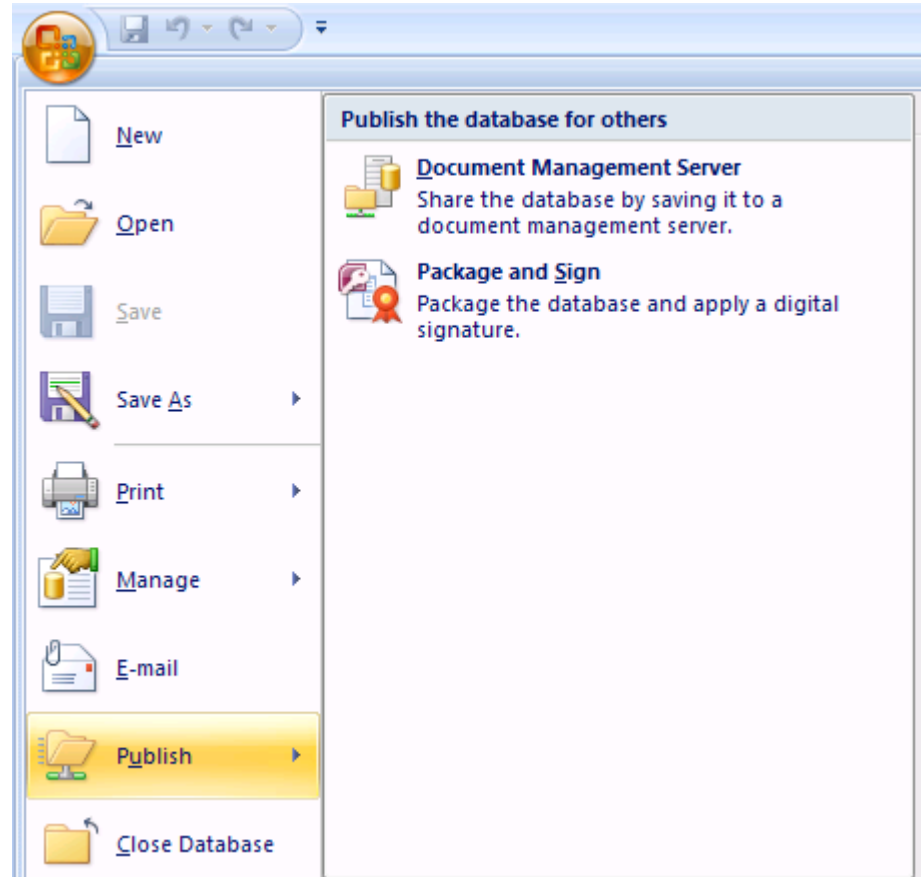 New
Open
Save
Save As
Print
Manage
E-mail
Publish
Close Database
Publish the database for others
Document Management Server
Share the database by saving it to a
document management server.
Package and Sign
Package the database and apply a digital
signature.